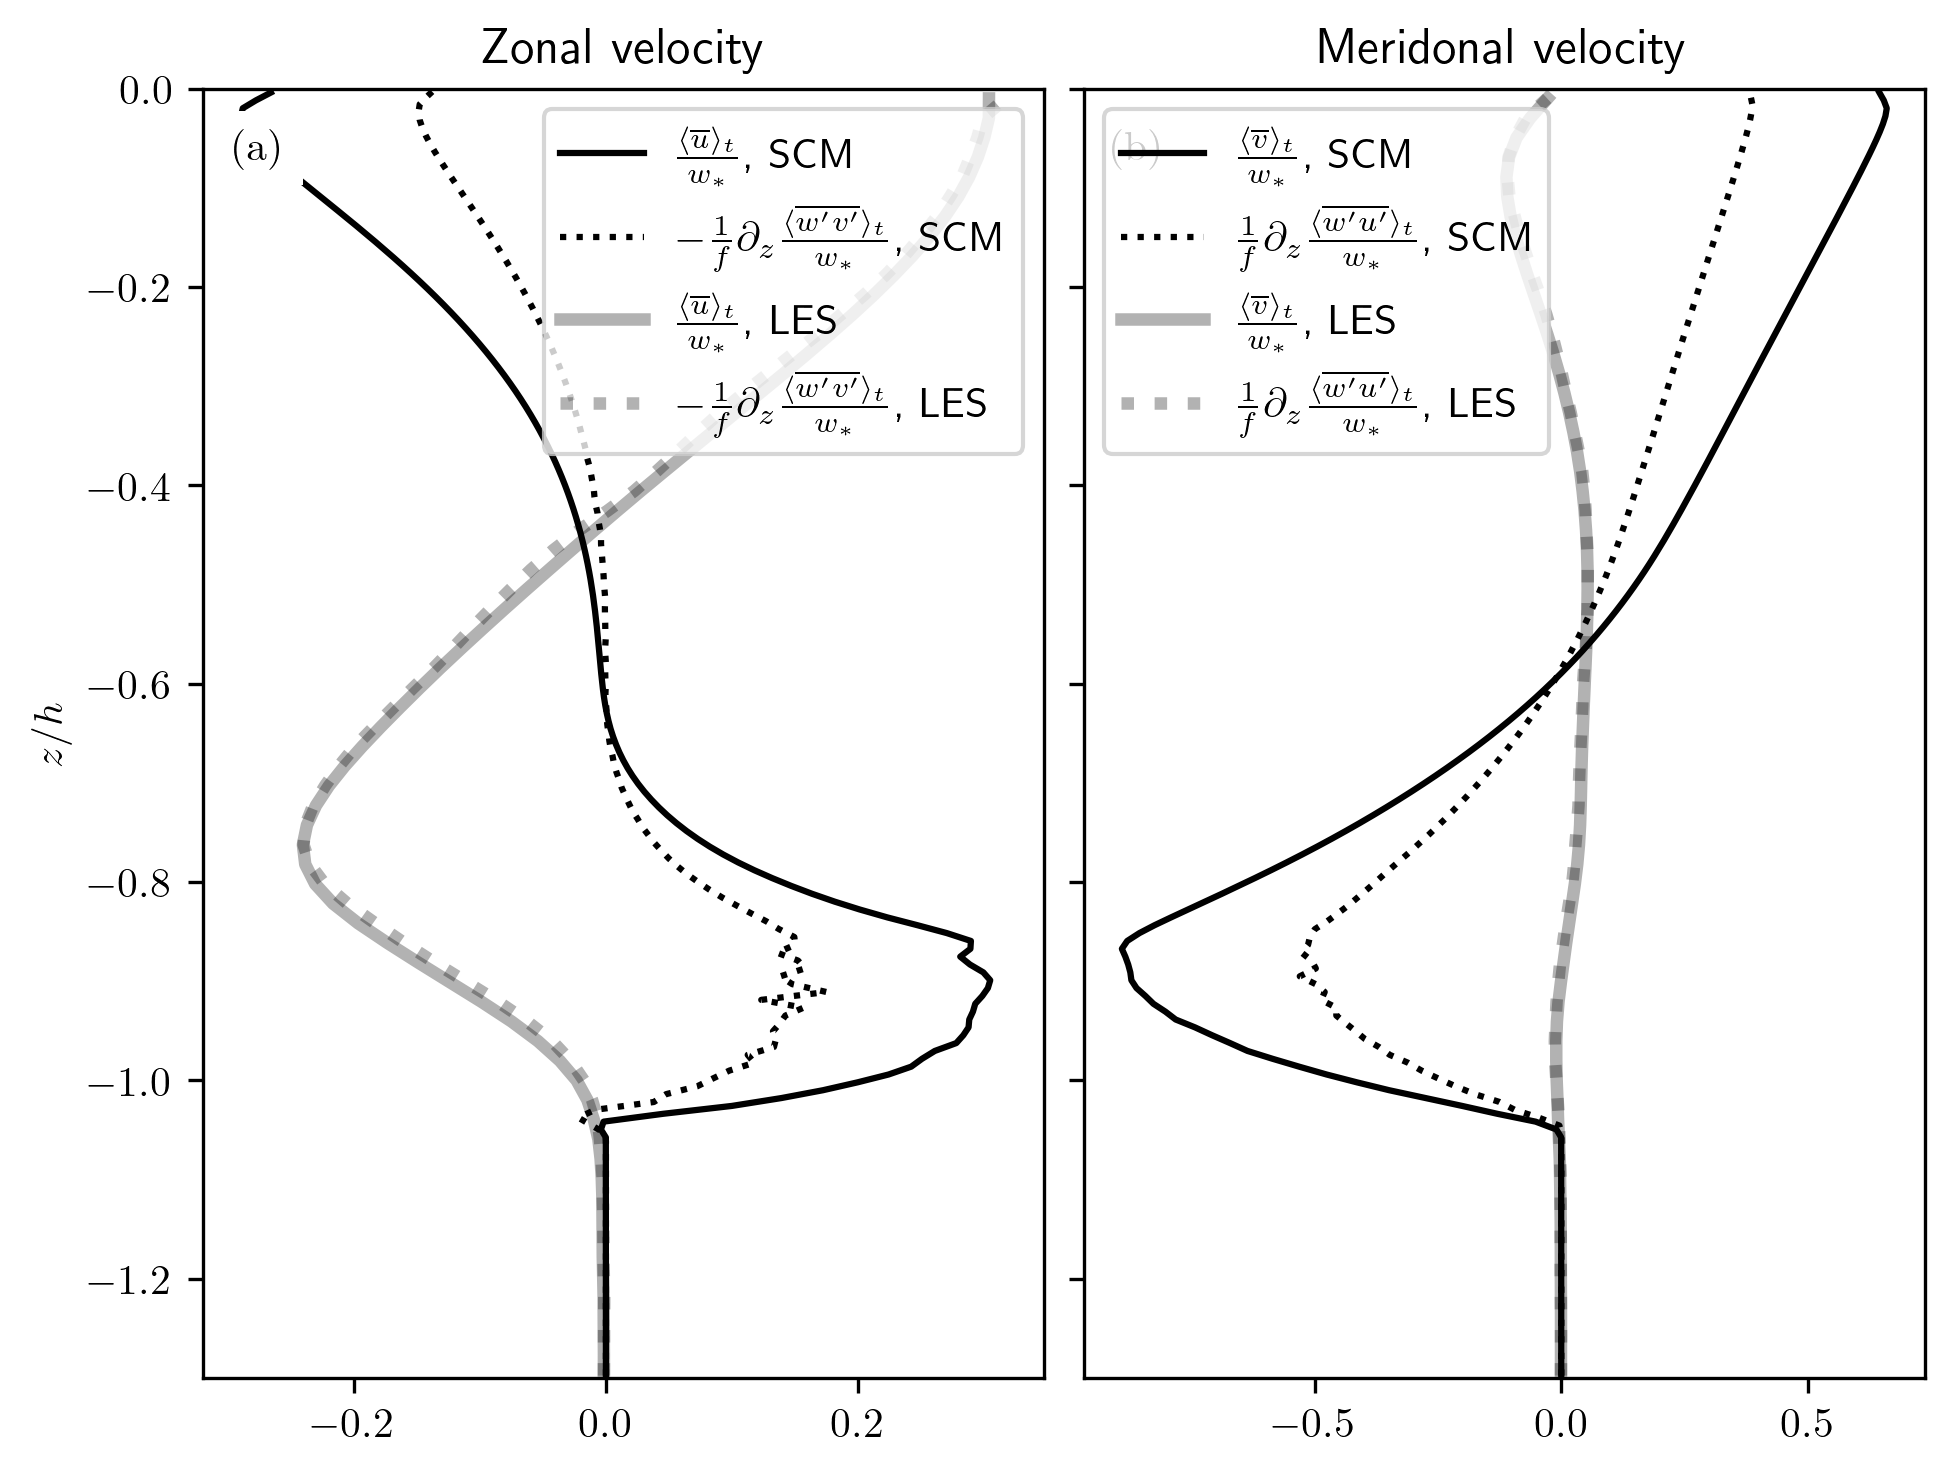 Zonal velocity
Meridonal velocity
0.0
−0.2
−0.4
−0.6
−0.8
−1.0
−1.2
z/h
(a)
⟨u̅⟩ₜ/w∗, SCM
−1/f ∂z ⟨w′v′⟩ₜ/w∗, SCM
⟨u̅⟩ₜ/w∗, LES
−1/f ∂z ⟨w′v′⟩ₜ/w∗, LES
−0.2 0.0 0.2
(b)
⟨v̅⟩ₜ/w∗, SCM
1/f ∂z ⟨w′u′⟩ₜ/w∗, SCM
⟨v̅⟩ₜ/w∗, LES
1/f ∂z ⟨w′u′⟩ₜ/w∗, LES
−0.5 0.0 0.5